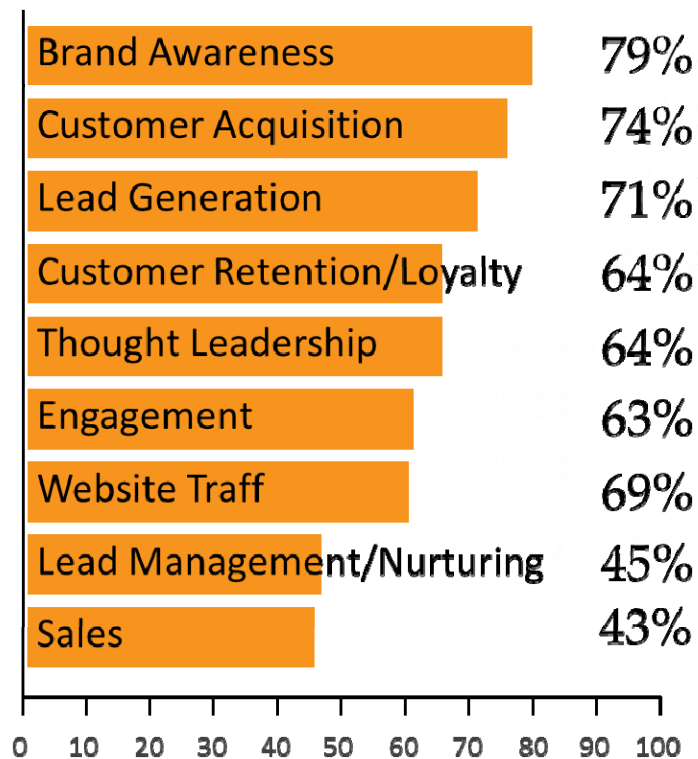 Brand Awareness 79%
Customer Acquisition 74%
Lead Generation 71%
Customer Retention/Loyalty 64%
Thought Leadership 64%
Engagement 63%
Website Traff 69%
Lead Management/Nurturing 45%
Sales 43%
0 10 20 30 40 50 60 70 80 90 100